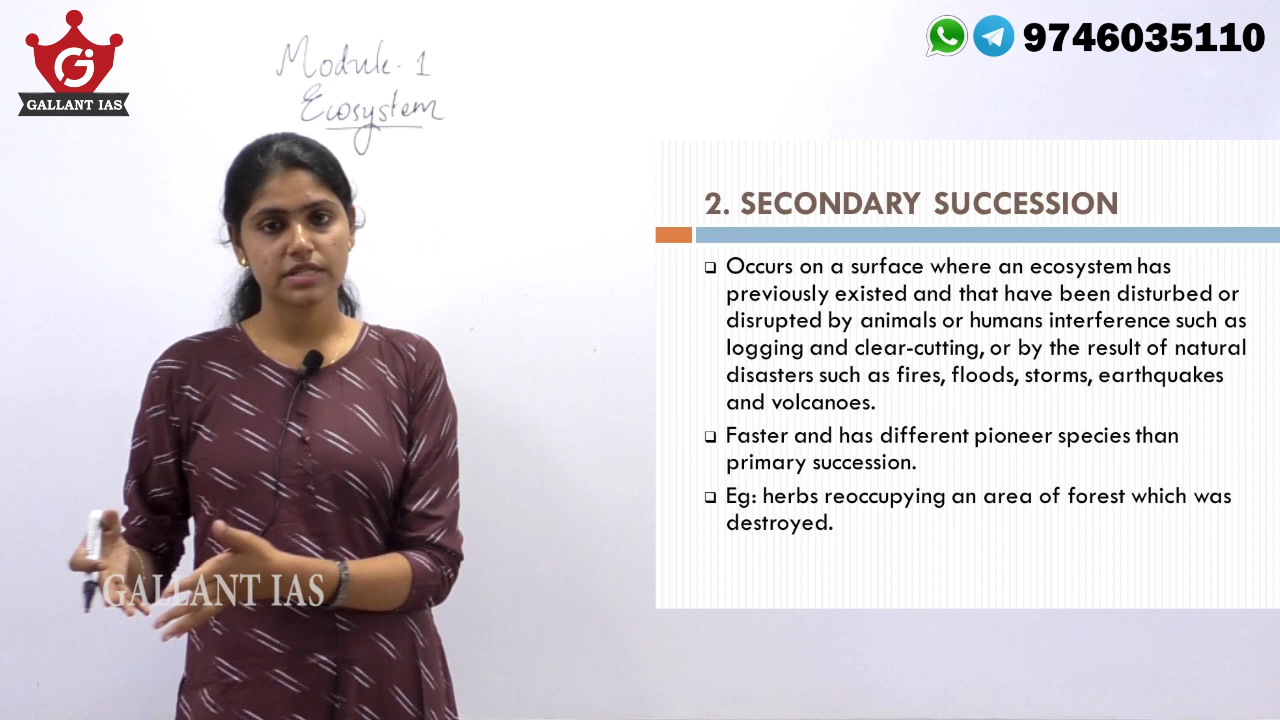 GALLANT IAS
Module - 1
Ecosystem
9746035110
2. SECONDARY SUCCESSION
Occurs on a surface where an ecosystem has
previously existed and that have been disturbed or
disrupted by animals or humans interference such as
logging and clear-cutting, or by the result of natural
disasters such as fires, floods, storms, earthquakes
and volcanoes.
Faster and has different pioneer species than
primary succession.
Eg: herbs reoccupying an area of forest which was
destroyed.
GALLANT IAS